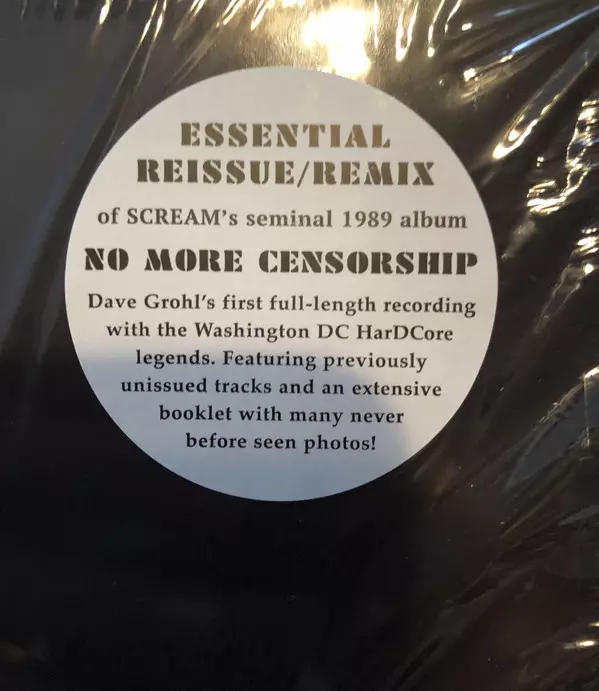 ESSENTIAL
REISSUE/REMIX
of SCREAM's seminal 1989 album
NO MORE CENSORSHIP
Dave Grohl's first full-length recording
with the Washington DC HarDCore
legends. Featuring previously
unissued tracks and an extensive
booklet with many never
before seen photos!